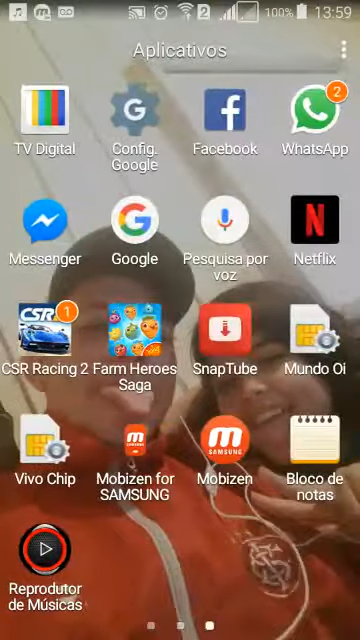 2 100% 13:59
Aplicativos
TV Digital
Config.
Google
Facebook
2
WhatsApp
Messenger
Google
Pesquisa por
voz
Netflix
CSR
1
CSR Racing 2
Farm Heroes
Saga
SnapTube
Mundo Oi
Vivo Chip
SAMSUNG
Mobizen for
SAMSUNG
Mobizen
Bloco de
notas
Reprodutor
de Músicas